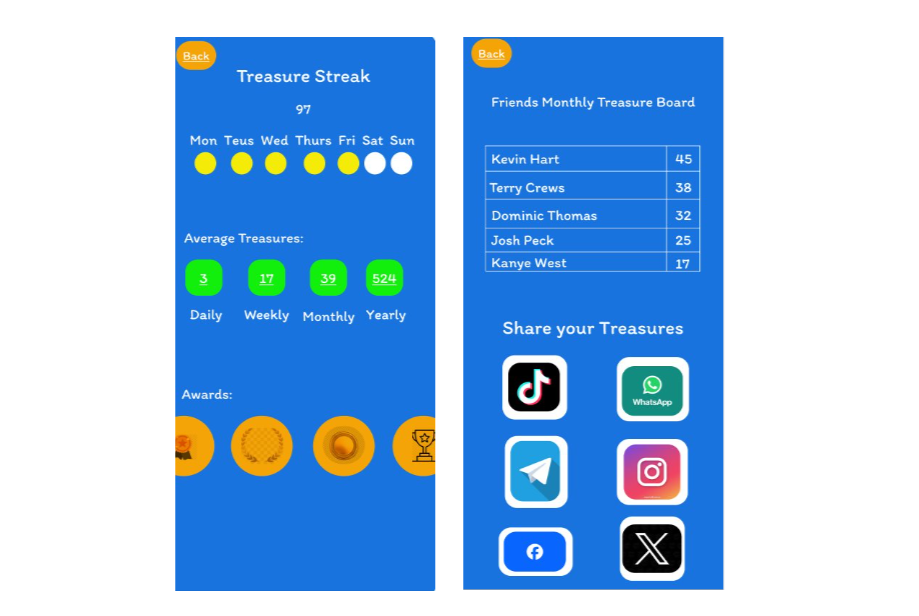 Back
Treasure Streak
97
Mon Teus Wed Thurs Fri Sat Sun
Average Treasures:
3 17 39 524
Daily Weekly Monthly Yearly
Awards:
Back
Friends Monthly Treasure Board
Kevin Hart 45
Terry Crews 38
Dominic Thomas 32
Josh Peck 25
Kanye West 17
Share your Treasures
WhatsApp